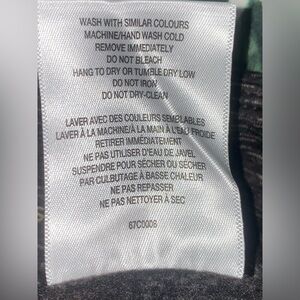 WASH WITH SIMILAR COLOURS
MACHINE/HAND WASH COLD
REMOVE IMMEDIATELY
DO NOT BLEACH
HANG TO DRY OR TUMBLE DRY LOW
DO NOT IRON
DO NOT DRY-CLEAN
LAVER AVEC DES COULEURS SEMBLABLES
LAVER À LA MACHINE/À LA MAIN À L'EAU FROIDE
RETIRER IMMÉDIATEMENT
NE PAS UTILISER D'EAU DE JAVEL
SUSPENDRE POUR SÉCHER OU SÉCHER
PAR CULBUTAGE À BASSE CHALEUR
NE PAS REPASSER
NE PAS NETTOYER À SEC
67C0006